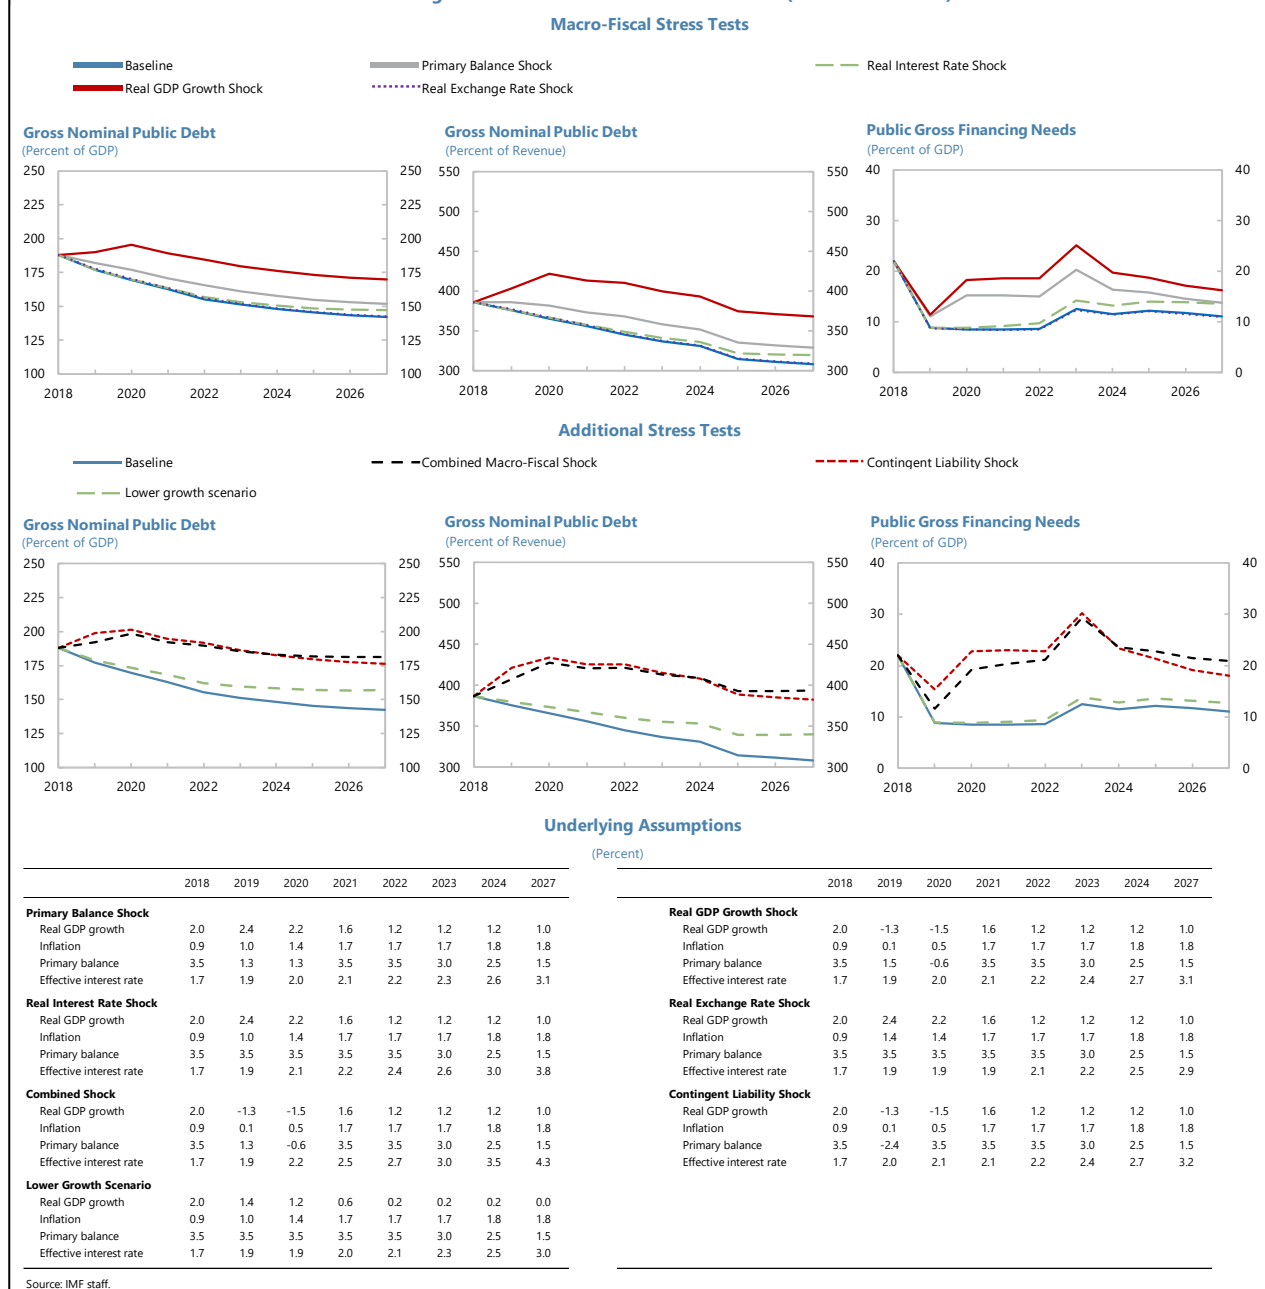 Macro-Fiscal Stress Tests
Baseline
Primary Balance Shock
Real Interest Rate Shock
Real GDP Growth Shock
Real Exchange Rate Shock
Gross Nominal Public Debt
(Percent of GDP)
250 250
225 225
200 200
175 175
150 150
125 125
100 100
2018 2020 2022 2024 2026
Gross Nominal Public Debt
(Percent of Revenue)
550 550
500 500
450 450
400 400
350 350
300 300
2018 2020 2022 2024 2026
Public Gross Financing Needs
(Percent of GDP)
40 40
30 30
20 20
10 10
0 0
2018 2020 2022 2024 2026
Additional Stress Tests
Baseline
Combined Macro-Fiscal Shock
Contingent Liability Shock
Lower growth scenario
Gross Nominal Public Debt
(Percent of GDP)
250 250
225 225
200 200
175 175
150 150
125 125
100 100
2018 2020 2022 2024 2026
Gross Nominal Public Debt
(Percent of Revenue)
550 550
500 500
450 450
400 400
350 350
300 300
2018 2020 2022 2024 2026
Public Gross Financing Needs
(Percent of GDP)
40 40
30 30
20 20
10 10
0 0
2018 2020 2022 2024 2026
Underlying Assumptions
(Percent)
2018 2019 2020 2021 2022 2023 2024 2027
Primary Balance Shock
Real GDP growth 2.0 2.4 2.2 1.6 1.2 1.2 1.2 1.0
Inflation 0.9 1.0 1.4 1.7 1.7 1.7 1.8 1.8
Primary balance 3.5 1.3 1.3 3.5 3.5 3.0 2.5 1.5
Effective interest rate 1.7 1.9 2.0 2.1 2.2 2.3 2.6 3.1
Real Interest Rate Shock
Real GDP growth 2.0 2.4 2.2 1.6 1.2 1.2 1.2 1.0
Inflation 0.9 1.0 1.4 1.7 1.7 1.7 1.8 1.8
Primary balance 3.5 3.5 3.5 3.5 3.5 3.0 2.5 1.5
Effective interest rate 1.7 1.9 2.1 2.2 2.4 2.6 3.0 3.8
Combined Shock
Real GDP growth 2.0 -1.3 -1.5 1.6 1.2 1.2 1.2 1.0
Inflation 0.9 0.1 0.5 1.7 1.7 1.7 1.8 1.8
Primary balance 3.5 1.3 -0.6 3.5 3.5 3.0 2.5 1.5
Effective interest rate 1.7 1.9 2.2 2.5 2.7 3.0 3.5 4.3
Lower Growth Scenario
Real GDP growth 2.0 1.4 1.2 0.6 0.2 0.2 0.2 0.0
Inflation 0.9 1.0 1.4 1.7 1.7 1.7 1.8 1.8
Primary balance 3.5 3.5 3.5 3.5 3.5 3.0 2.5 1.5
Effective interest rate 1.7 1.9 1.9 2.0 2.1 2.3 2.5 3.0
2018 2019 2020 2021 2022 2023 2024 2027
Real GDP Growth Shock
Real GDP growth 2.0 -1.3 -1.5 1.6 1.2 1.2 1.2 1.0
Inflation 0.9 0.1 0.5 1.7 1.7 1.7 1.8 1.8
Primary balance 3.5 1.5 -0.6 3.5 3.5 3.0 2.5 1.5
Effective interest rate 1.7 1.9 2.0 2.1 2.2 2.4 2.7 3.1
Real Exchange Rate Shock
Real GDP growth 2.0 2.4 2.2 1.6 1.2 1.2 1.2 1.0
Inflation 0.9 1.4 1.4 1.7 1.7 1.7 1.8 1.8
Primary balance 3.5 3.5 3.5 3.5 3.5 3.0 2.5 1.5
Effective interest rate 1.7 1.9 1.9 1.9 2.1 2.2 2.5 2.9
Contingent Liability Shock
Real GDP growth 2.0 -1.3 -1.5 1.6 1.2 1.2 1.2 1.0
Inflation 0.9 0.1 0.5 1.7 1.7 1.7 1.8 1.8
Primary balance 3.5 -2.4 3.5 3.5 3.5 3.0 2.5 1.5
Effective interest rate 1.7 2.0 2.1 2.1 2.2 2.4 2.7 3.2
Source: IMF staff.